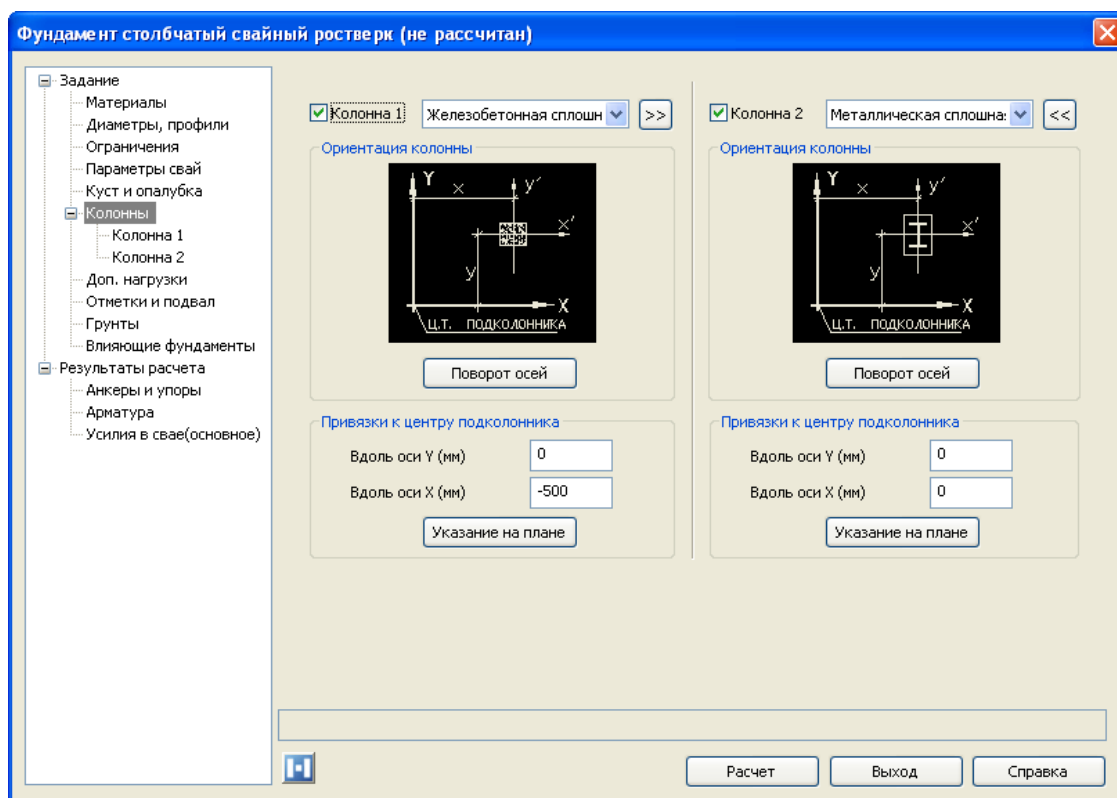 Фундамент столбчатый свайный ростверк (не рассчитан)
Задание
Материалы
Диаметры, профили
Ограничения
Параметры свай
Куст и опалубка
Колонны
Колонна 1
Колонна 2
Доп. нагрузки
Отметки и подвал
Грунты
Влияющие фундаменты
Результаты расчета
Анкеры и упоры
Арматура
Усилия в свае(основное)
Колонна 1
Железобетонная сплошн
>>
Ориентация колонны
Y
x
y'
x'
y
X
Ц.Т. ПОДКОЛОННИКА
Поворот осей
Привязки к центру подколонника
Вдоль оси Y (мм) 0
Вдоль оси X (мм) -500
Указание на плане
Колонна 2
Металлическая сплошна
<<
Ориентация колонны
Y
x
y'
x'
y
X
Ц.Т. ПОДКОЛОННИКА
Поворот осей
Привязки к центру подколонника
Вдоль оси Y (мм) 0
Вдоль оси X (мм) 0
Указание на плане
Расчет
Выход
Справка